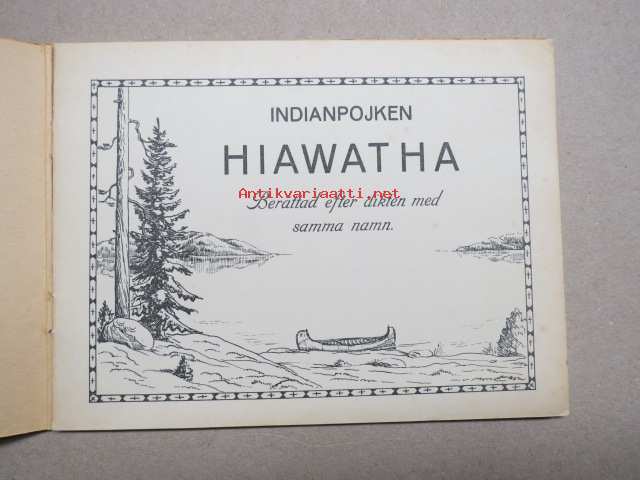 INDIANPOJKEN
HIAWATHA
Antikvariaatti.net
Berättad efter dikten med
samma namn.